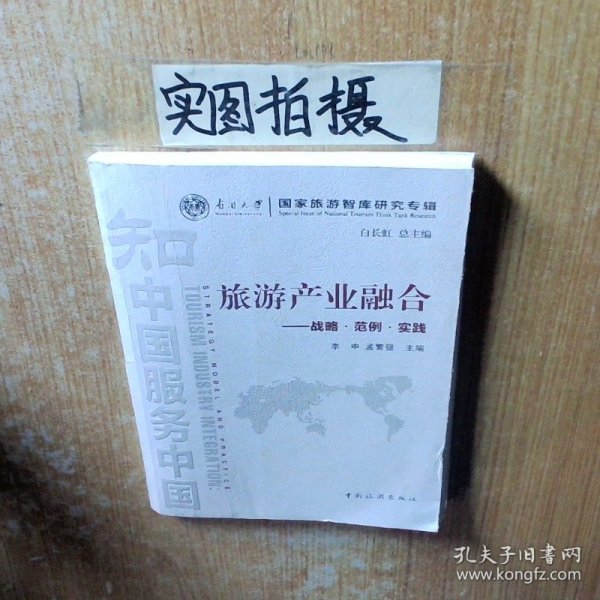 实图拍摄
南开大学
Nankai University
国家旅游智库研究专辑
Special Issue of National Tourism Think Tank Research
白长虹 总主编
知中国服务中国
TOURISM INDUSTRY INTEGRATION:
STRATEGY MODEL AND PRACTICE
旅游产业融合
——战略·范例·实践
李中 孟繁强 主编
中国旅游出版社
孔夫子旧书网
www.kongfz.com